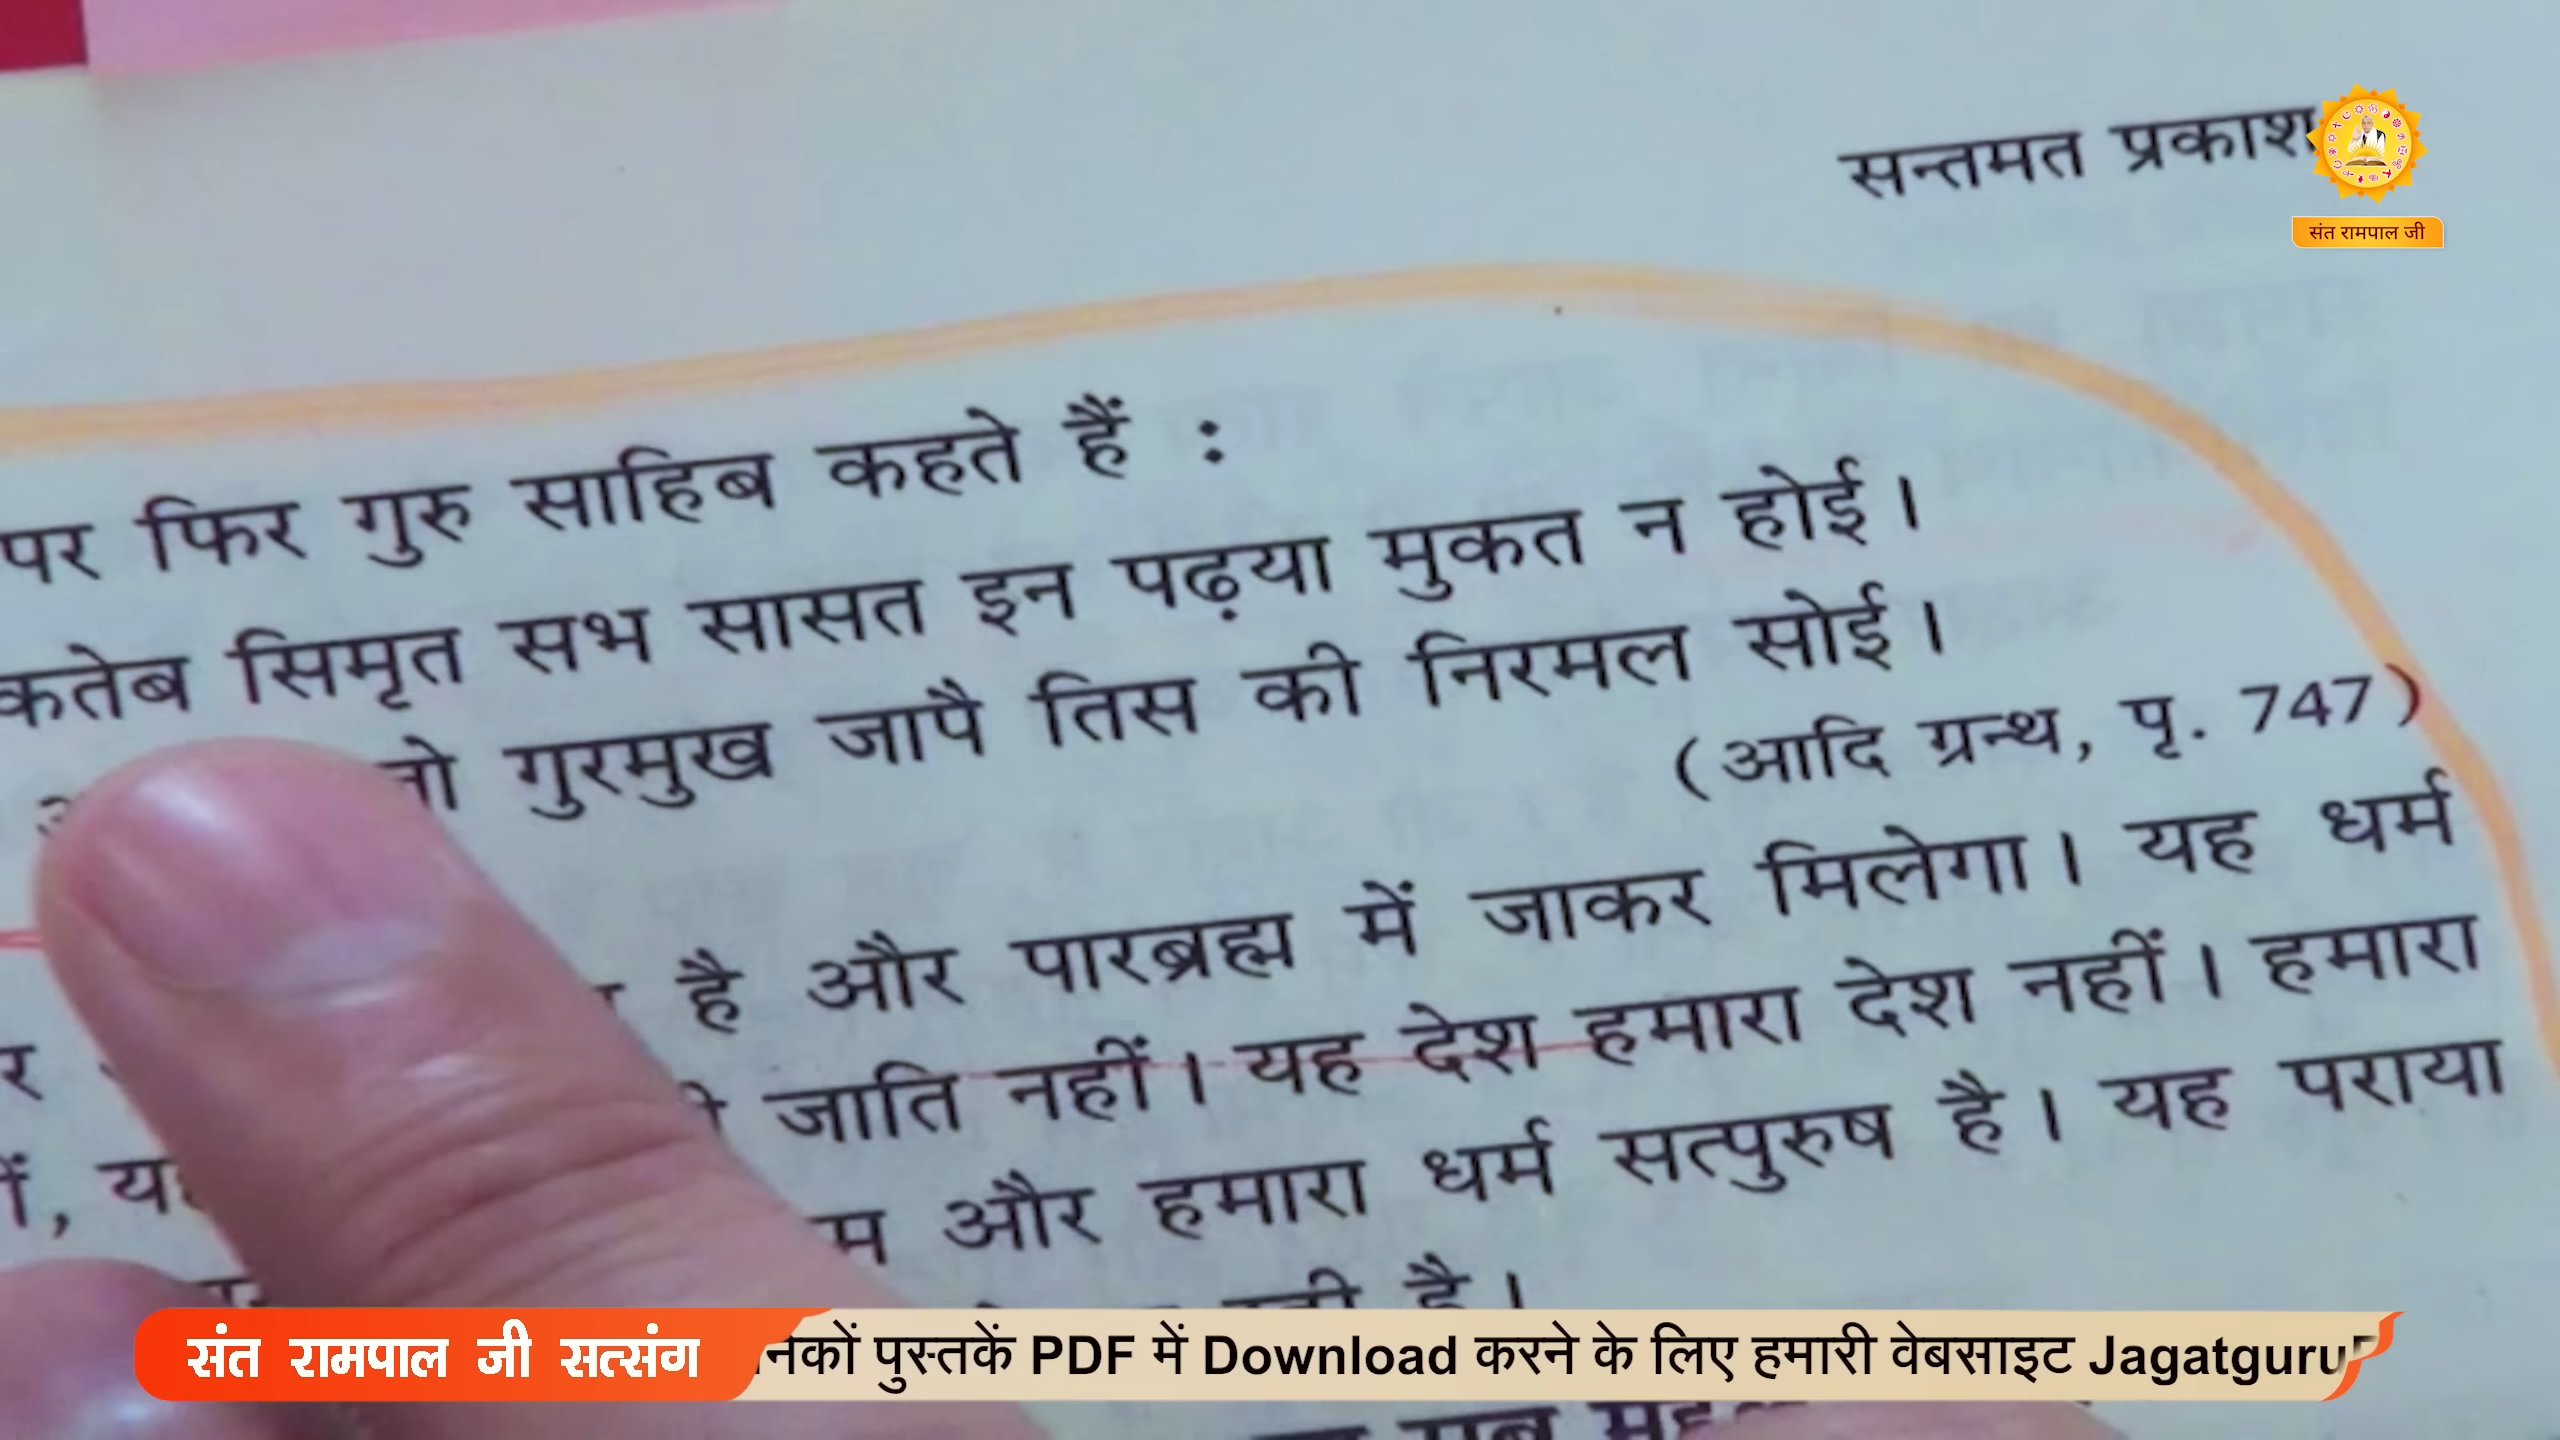 सन्तमत प्रकाश
संत रामपाल जी
पर फिर गुरु साहिब कहते हैं :
कतेब सिमृत सभ सासत इन पढ़या मुकत न होई।
गुरमुख जापै तिस की निरमल सोई।
(आदि ग्रन्थ, पृ. 747)
है और पारब्रह्म में जाकर मिलेगा। यह धर्म
जाति नहीं। यह देश हमारा देश नहीं। हमारा
और हमारा धर्म सत्पुरुष है। यह पराया
है।
संत रामपाल जी सत्संग
पुस्तकें PDF में Download करने के लिए हमारी वेबसाइट Jagatguru